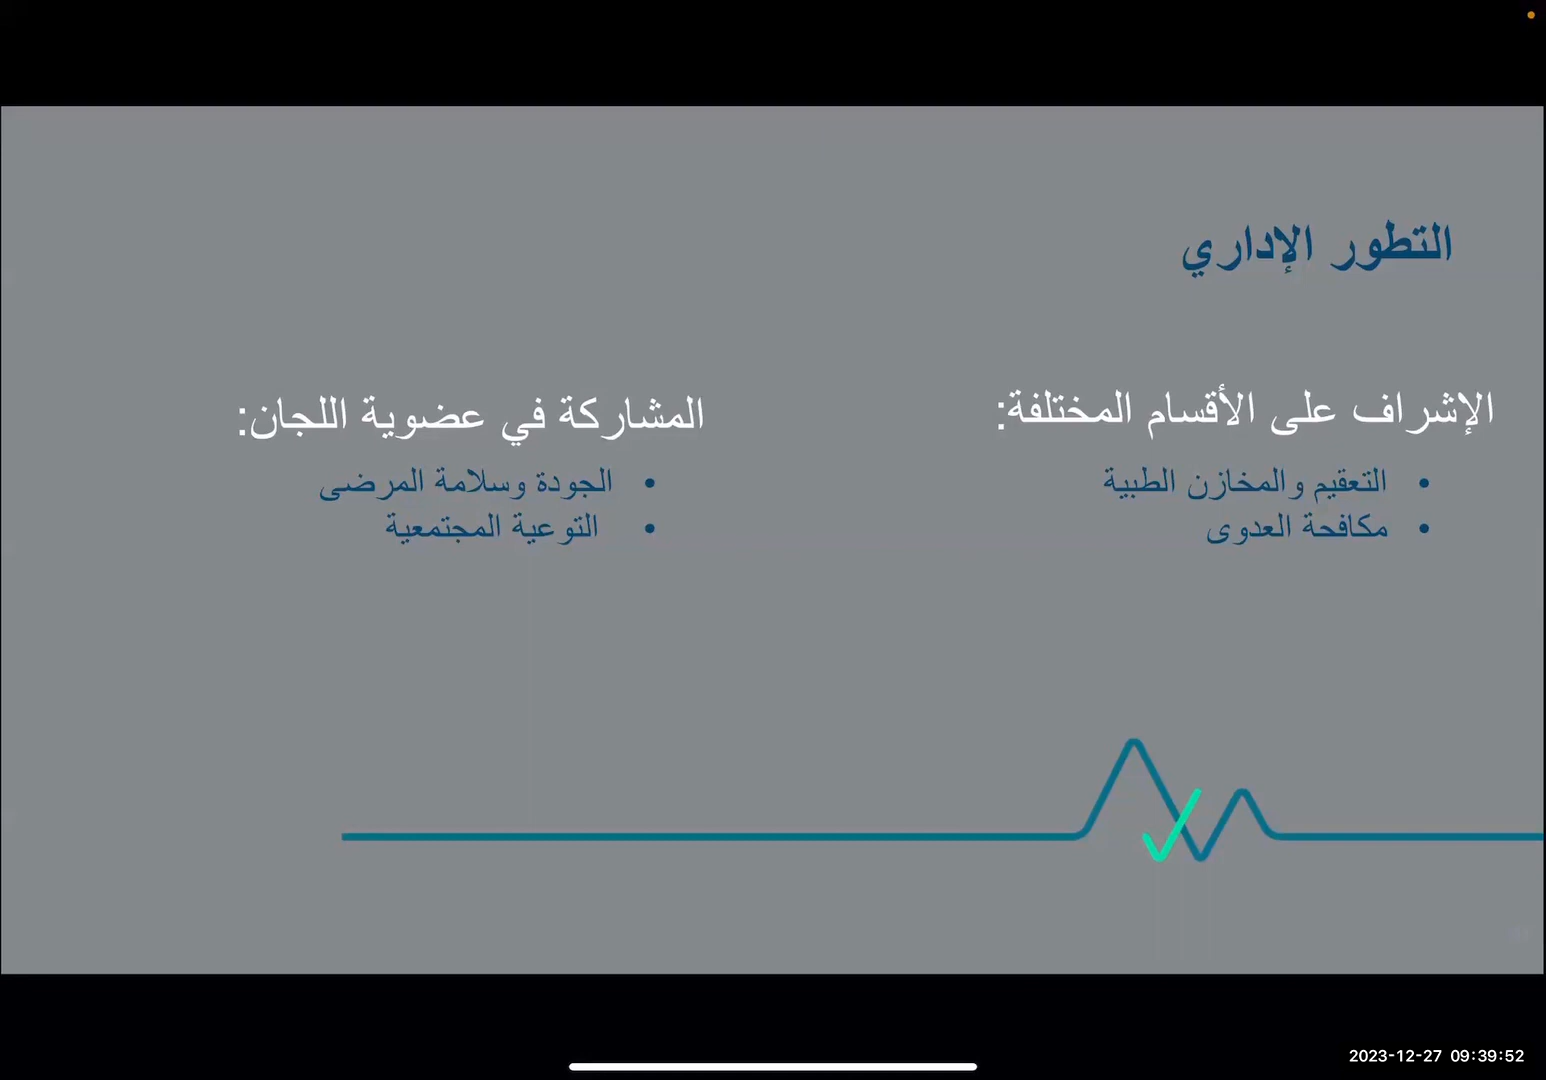 التطور الإداري
الإشراف على الأقسام المختلفة:
• التعقيم والمخازن الطبية
• مكافحة العدوى
المشاركة في عضوية اللجان:
• الجودة وسلامة المرضى
• التوعية المجتمعية
2023-12-27 09:39:52